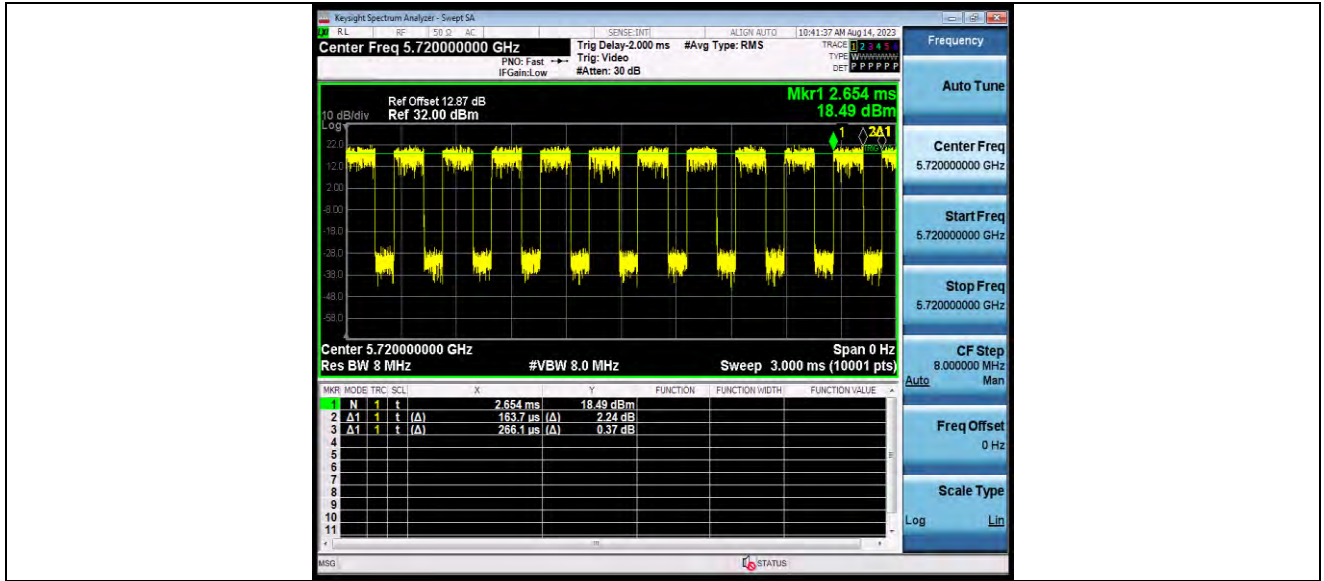 Keysight Spectrum Analyzer - Swept SA
RL RF 50 Ω AC SENSE:INT ALIGN AUTO 10:41:37 AM Aug 14, 2023
Center Freq 5.720000000 GHz
PNO: Fast
IFGain:Low
Trig Delay-2.000 ms
Trig: Video
#Atten: 30 dB
#Avg Type: RMS
TRACE 1 2 3 4 5 6
TYPE WWWWWW
DET P P P P P P
Mkr1 2.654 ms
18.49 dBm
Ref Offset 12.87 dB
10 dB/div Ref 32.00 dBm
Log
1 2Δ1
22.0
12.0
2.00
-8.00
-18.0
-28.0
-38.0
-48.0
-58.0
Center 5.720000000 GHz Span 0 Hz
Res BW 8 MHz #VBW 8.0 MHz Sweep 3.000 ms (10001 pts)
MKR MODE TRC SCL X Y FUNCTION FUNCTION WIDTH FUNCTION VALUE
1 N 1 t 2.654 ms 18.49 dBm
2 Δ1 1 t (Δ) 163.7 µs (Δ) 2.24 dB
3 Δ1 1 t (Δ) 266.1 µs (Δ) 0.37 dB
4
5
6
7
8
9
10
11
MSG STATUS
Frequency
Auto Tune
Center Freq
5.720000000 GHz
Start Freq
5.720000000 GHz
Stop Freq
5.720000000 GHz
CF Step
8.000000 MHz
Auto Man
Freq Offset
0 Hz
Scale Type
Log Lin